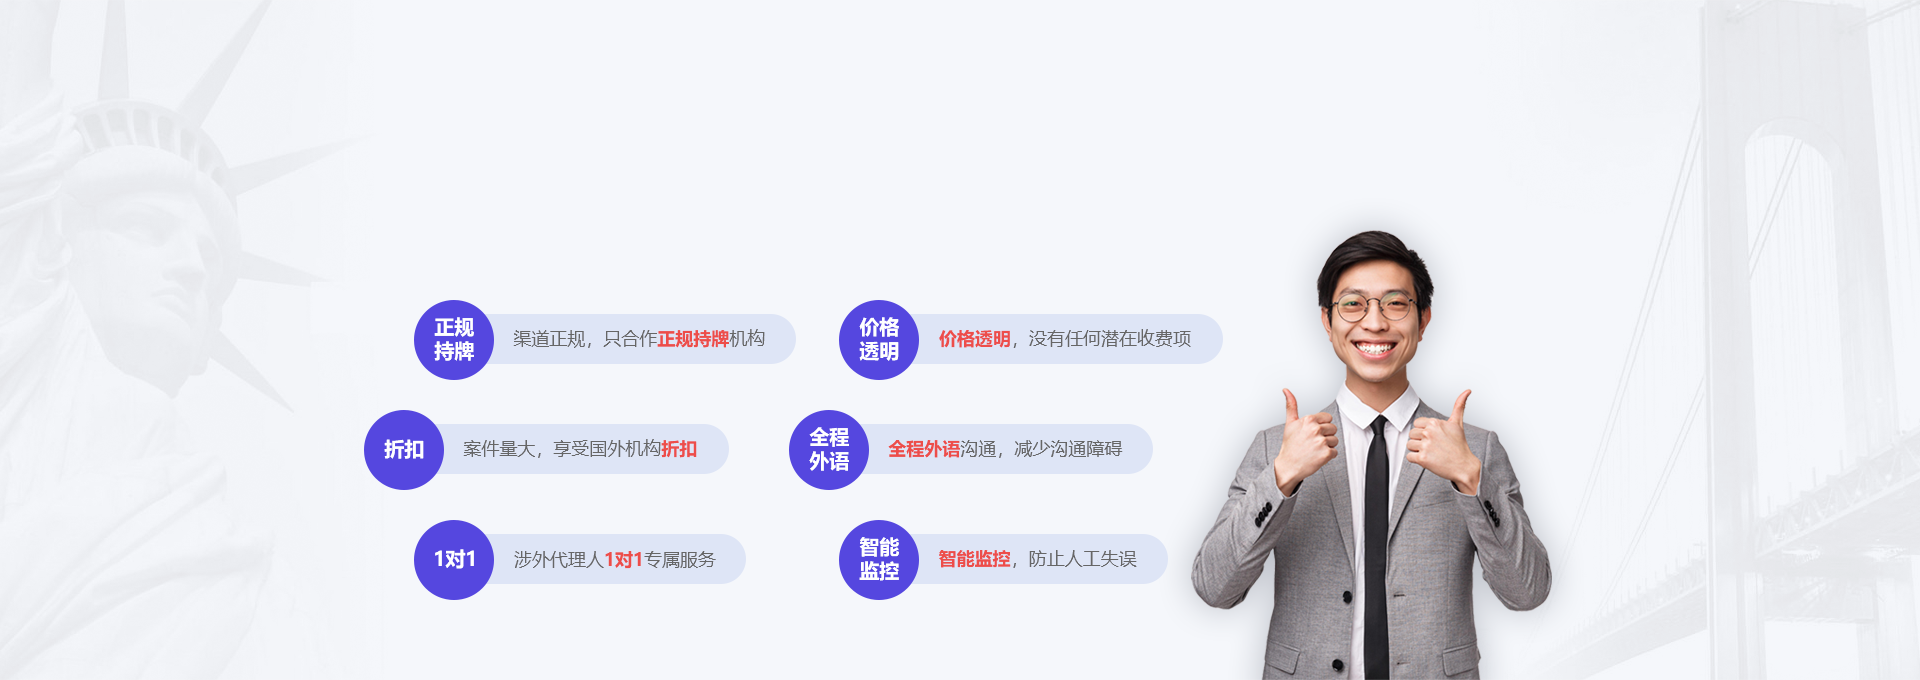 正规
持牌
渠道正规，只合作正规持牌机构
价格
透明
价格透明，没有任何潜在收费项
折扣
案件量大，享受国外机构折扣
全程
外语
全程外语沟通，减少沟通障碍
1对1
涉外代理人1对1专属服务
智能
监控
智能监控，防止人工失误